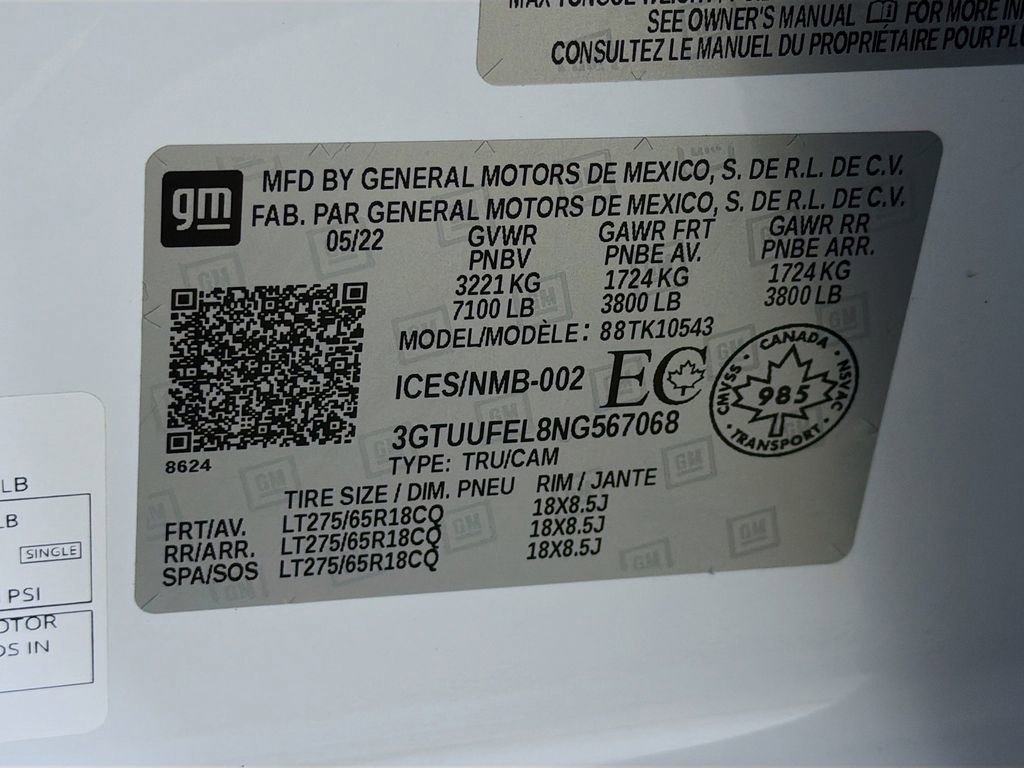 SEE OWNER'S MANUAL FOR MORE
CONSULTEZ LE MANUEL DU PROPRIÉTAIRE POUR
gm
MFD BY GENERAL MOTORS DE MEXICO, S. DE R.L. DE C.V.
FAB. PAR GENERAL MOTORS DE MEXICO, S. DE R.L. DE C.V.
05/22 GVWR GAWR FRT GAWR RR
PNBV PNBE AV. PNBE ARR.
3221 KG 1724 KG 1724 KG
7100 LB 3800 LB 3800 LB
MODEL/MODÈLE: 88TK10543
ICES/NMB-002 EC
CANADA
CMVSS · NSVAC
985
TRANSPORT
3GTUUFEL8NG567068
8624
TYPE: TRU/CAM
TIRE SIZE / DIM. PNEU RIM / JANTE
FRT/AV. LT275/65R18CQ 18X8.5J
RR/ARR. LT275/65R18CQ 18X8.5J
SPA/SOS LT275/65R18CQ 18X8.5J
LB
LB
SINGLE
PSI
IN